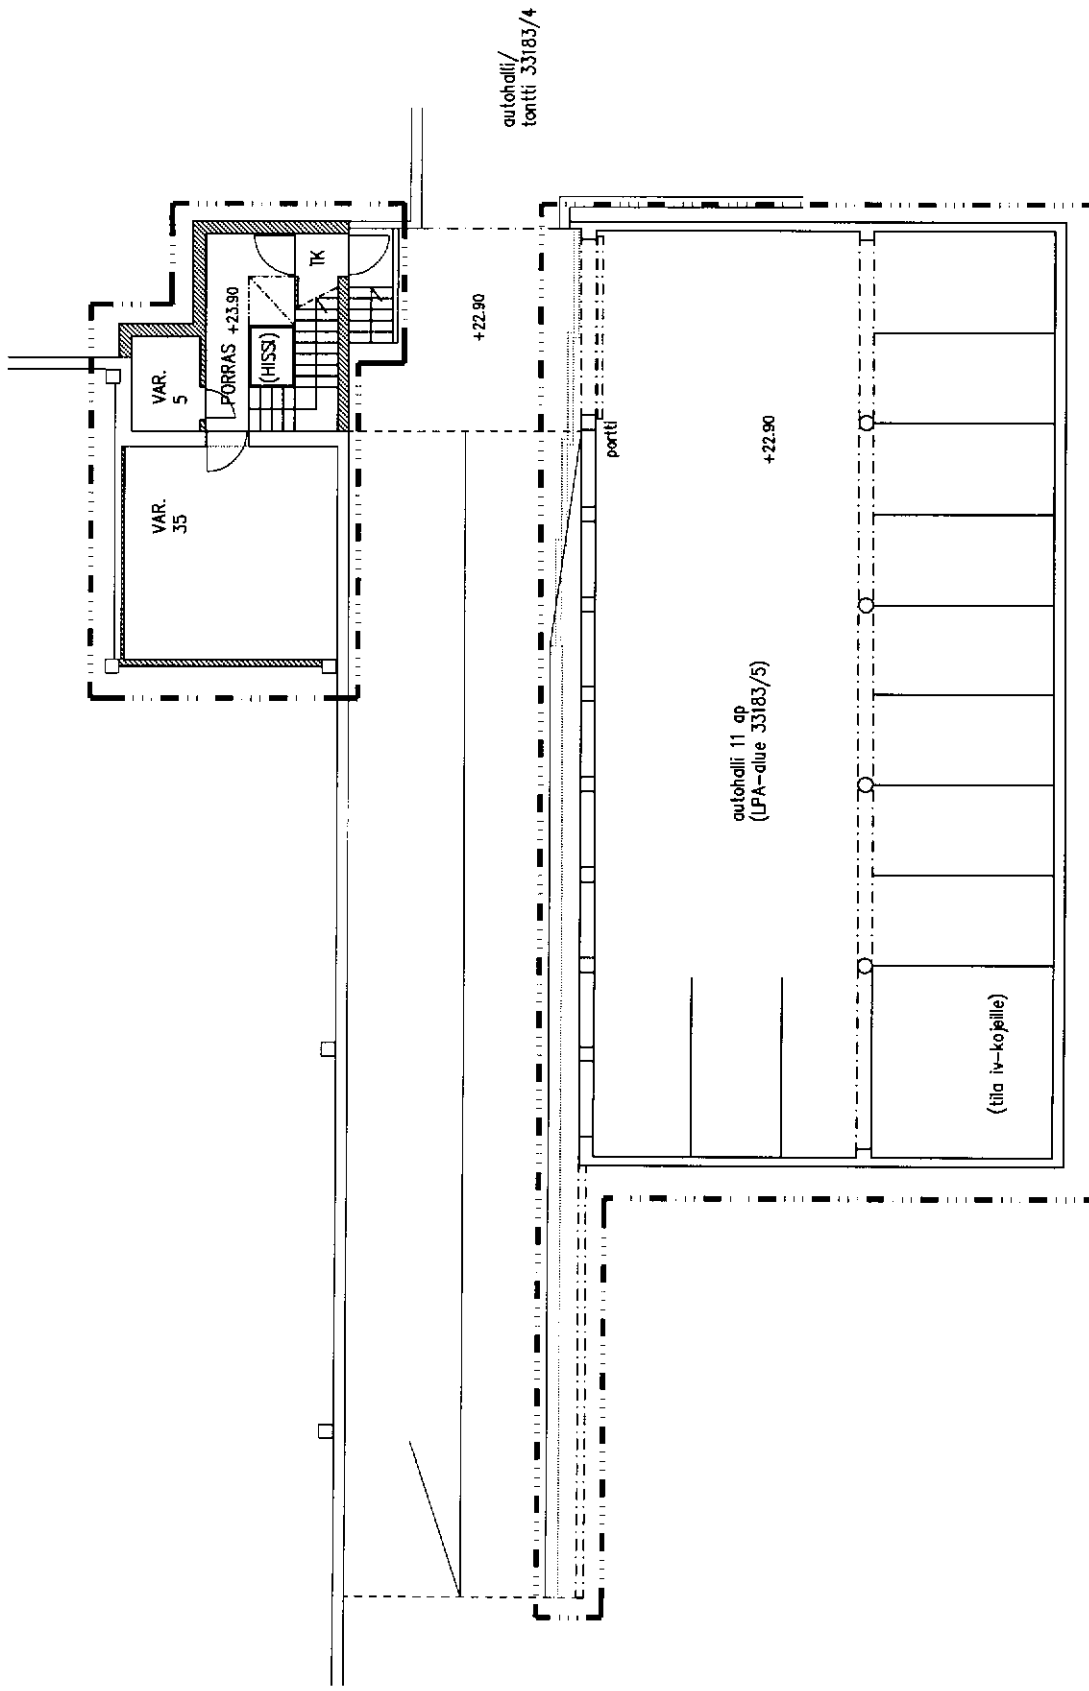 autohalli/
tontti 33183/4
TK
+23.90
PORRAS
(HISSI)
VAR.
5
VAR.
35
+22.90
portti
+22.90
autohalli 11 ap
(LPA-alue 33183/5)
(tila iv-kojeille)